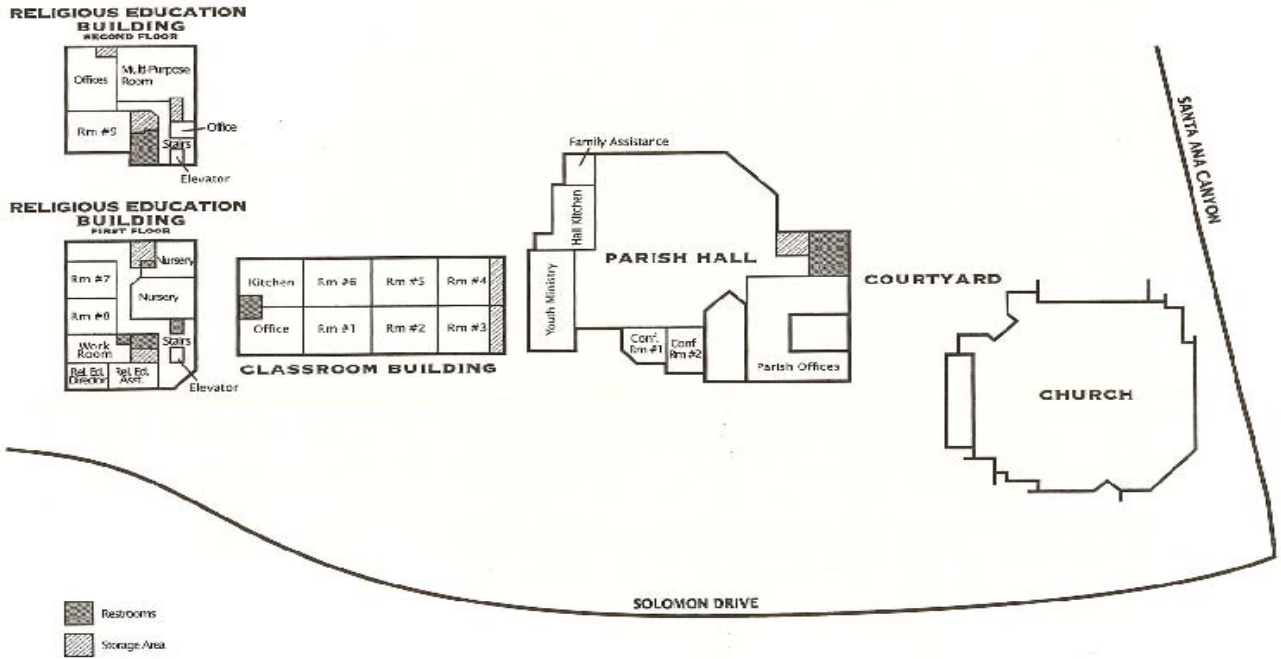 RELIGIOUS EDUCATION
BUILDING
SECOND FLOOR
Offices
Multi-Purpose
Room
Rm #9
Office
Stairs
Elevator
RELIGIOUS EDUCATION
BUILDING
FIRST FLOOR
Nursery
Rm #7
Nursery
Rm #8
Work
Room
Stairs
Rel. Ed.
Director
Rel. Ed.
Asst.
Elevator
Kitchen
Rm #6
Rm #5
Rm #4
Office
Rm #1
Rm #2
Rm #3
CLASSROOM BUILDING
Family Assistance
Hall Kitchen
Youth Ministry
PARISH HALL
Conf.
Rm #1
Conf
Rm #2
Parish Offices
COURTYARD
CHURCH
SANTA ANA CANYON
SOLOMON DRIVE
Restrooms
Storage Area